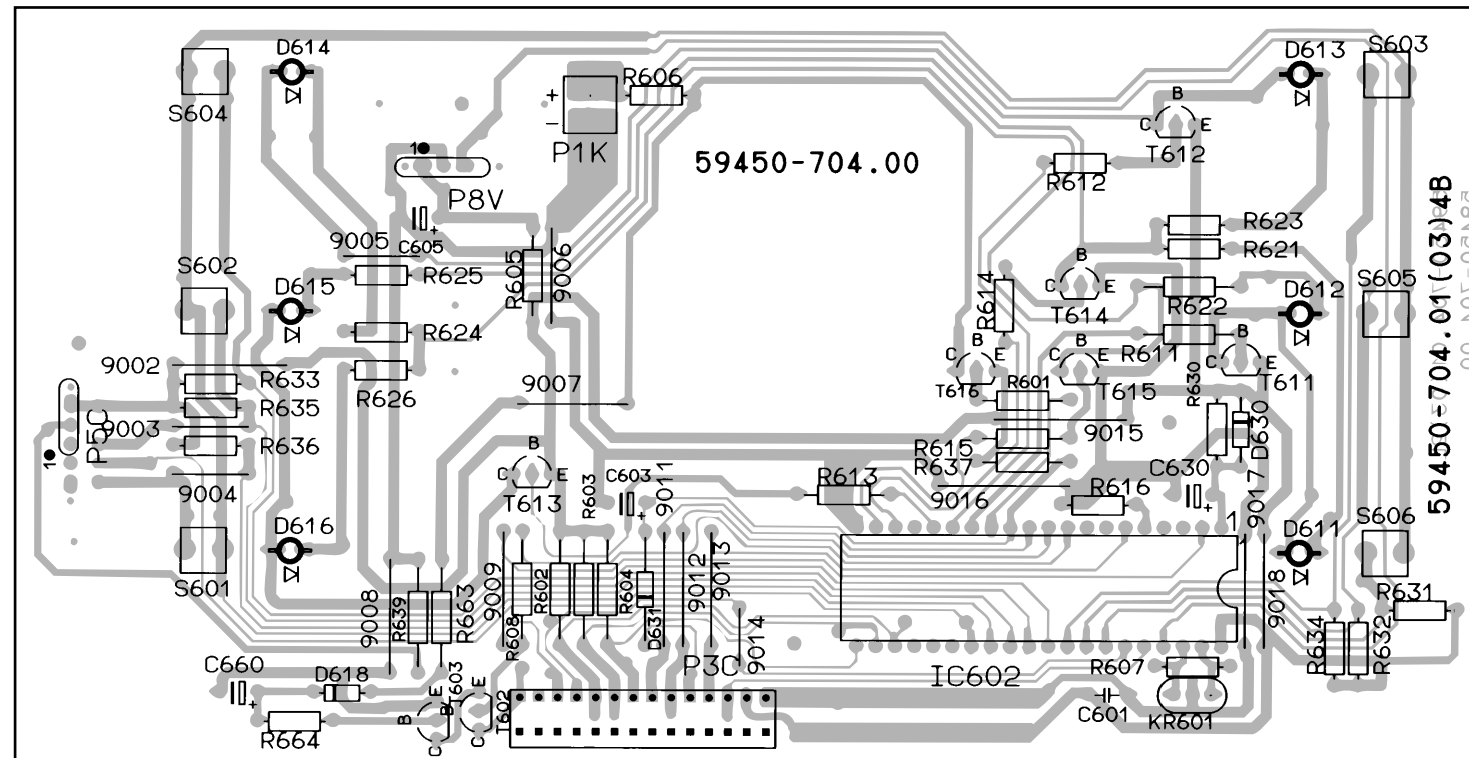 D614
D613
S603
R606
+
-
S604
B
C
E
1
P1K
T612
59450-704.00
R612
P8V
59450-704.01(03)4B
R623
9005
C605
R621
S602
D615
R625
R605
9006
R614
B
C
E
T614
R622
D612
S605
R624
R611
B
C
E
T611
9002
R633
R626
9007
B
C
E
T616
R601
B
C
E
T615
R630
P5C
R635
9003
R636
1
9004
B
C
E
T613
R603
C603
9011
R615
R637
9015
D630
C630
+
R613
9016
R616
9017
1
D616
D611
S606
S601
9008
R639
R663
9009
R608
R602
R604
D631
9012
9013
9014
9018
R631
R634
R632
C660
+
D618
R664
B
E
C
T603
B
E
C
T602
P3C
IC602
R607
C601
KR601